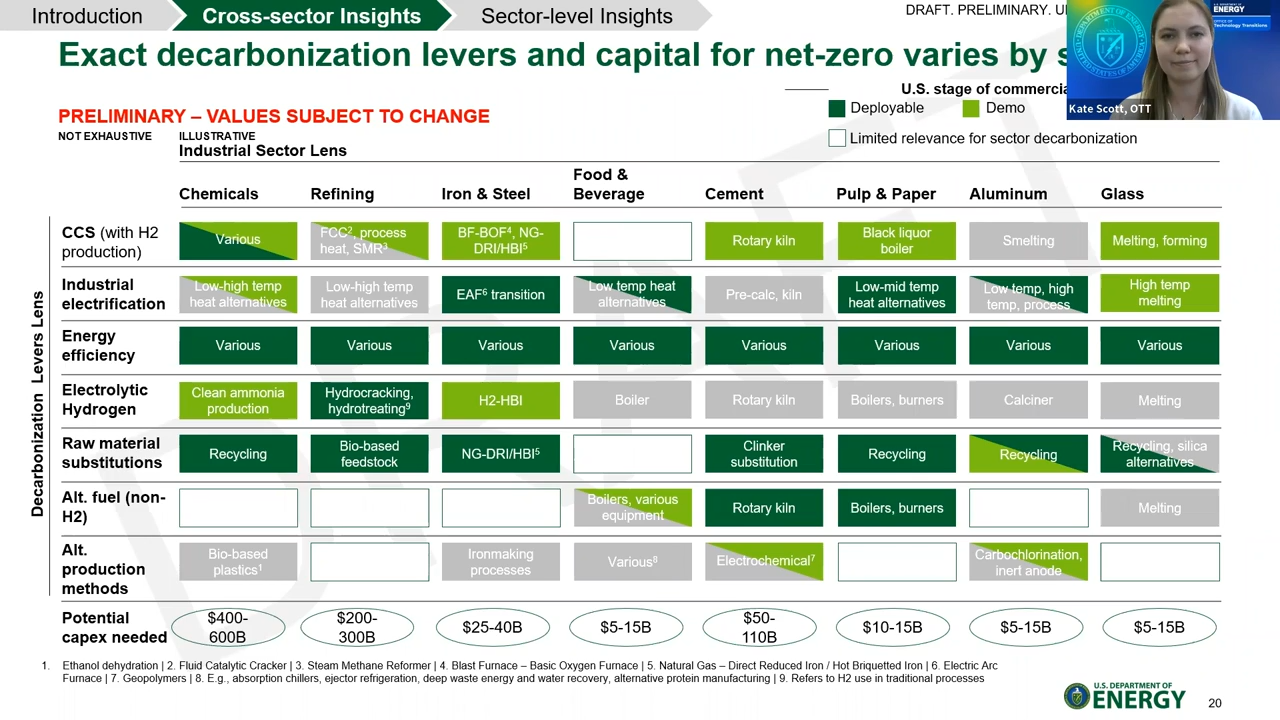 Introduction
Cross-sector Insights
Sector-level Insights
DRAFT. PRELIMINARY.
Exact decarbonization levers and capital for net-zero varies by
U.S. stage of
PRELIMINARY – VALUES SUBJECT TO CHANGE
Deployable
Demo
Kate Scott, OTT
U.S. DEPARTMENT OF
ENERGY
OFFICE OF
Technology Transitions
NOT EXHAUSTIVE
ILLUSTRATIVE
Limited relevance for sector decarbonization
Industrial Sector Lens
Chemicals
Refining
Iron & Steel
Food &
Beverage
Cement
Pulp & Paper
Aluminum
Glass
Decarbonization Levers Lens
CCS (with H2
production)
Various
FCC², process
heat, SMR³
BF-BOF⁴, NG-
DRI/HBI⁵
Rotary kiln
Black liquor
boiler
Smelting
Melting, forming
Industrial
electrification
Low-high temp
heat alternatives
Low-high temp
heat alternatives
EAF⁶ transition
Low temp heat
alternatives
Pre-calc, kiln
Low-mid temp
heat alternatives
Low temp, high
temp, process
High temp
melting
Energy
efficiency
Various
Various
Various
Various
Various
Various
Various
Various
Electrolytic
Hydrogen
Clean ammonia
production
Hydrocracking,
hydrotreating⁹
H2-HBI
Boiler
Rotary kiln
Boilers, burners
Calciner
Melting
Raw material
substitutions
Recycling
Bio-based
feedstock
NG-DRI/HBI⁵
Clinker
substitution
Recycling
Recycling
Recycling, silica
alternatives
Alt. fuel (non-
H2)
Boilers, various
equipment
Rotary kiln
Boilers, burners
Melting
Alt.
production
methods
Bio-based
plastics¹
Ironmaking
processes
Various⁸
Electrochemical⁷
Carbochlorination,
inert anode
Potential
capex needed
$400-
600B
$200-
300B
$25-40B
$5-15B
$50-
110B
$10-15B
$5-15B
$5-15B
1. Ethanol dehydration | 2. Fluid Catalytic Cracker | 3. Steam Methane Reformer | 4. Blast Furnace – Basic Oxygen Furnace | 5. Natural Gas – Direct Reduced Iron / Hot Briquetted Iron | 6. Electric Arc
Furnace | 7. Geopolymers | 8. E.g., absorption chillers, ejector refrigeration, deep waste energy and water recovery, alternative protein manufacturing | 9. Refers to H2 use in traditional processes
U.S. DEPARTMENT OF
ENERGY
20
DRAFT